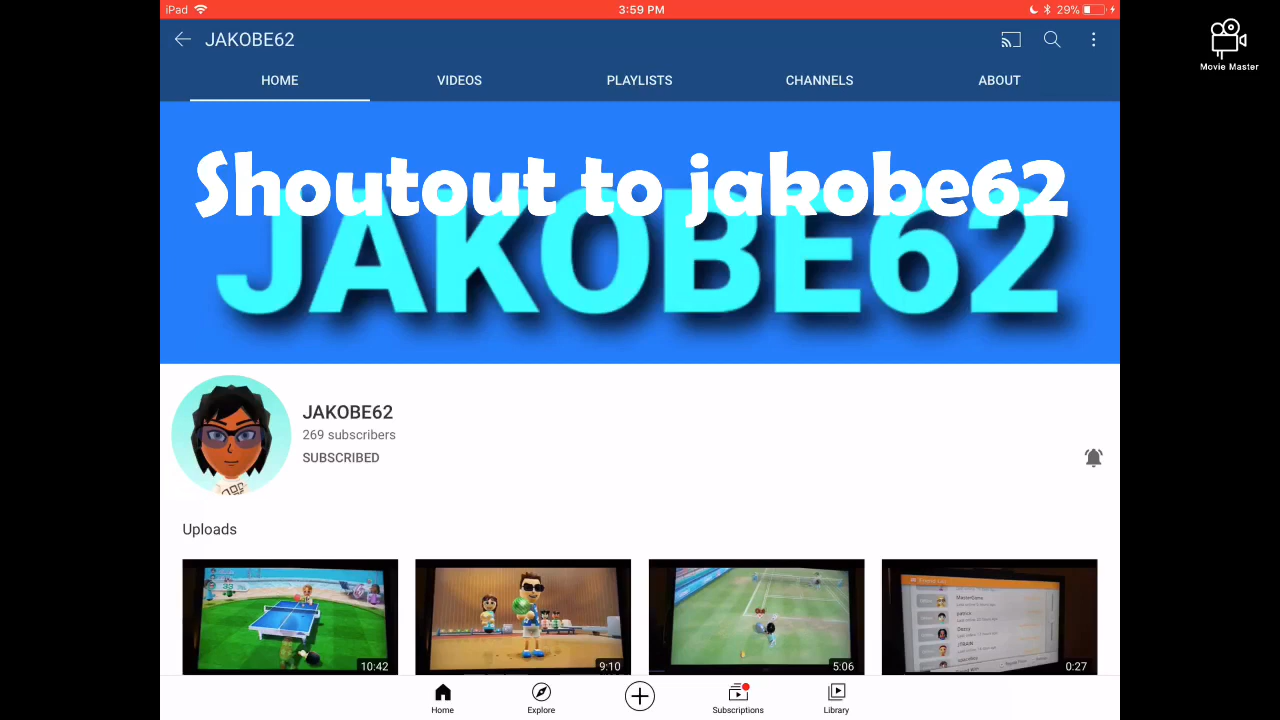 iPad
3:59 PM
29%
Movie Master
JAKOBE62
HOME
VIDEOS
PLAYLISTS
CHANNELS
ABOUT
Shoutout to jakobe62
JAKOBE62
JAKOBE62
269 subscribers
SUBSCRIBED
Uploads
10:42
9:10
5:06
0:27
Home
Explore
Subscriptions
Library